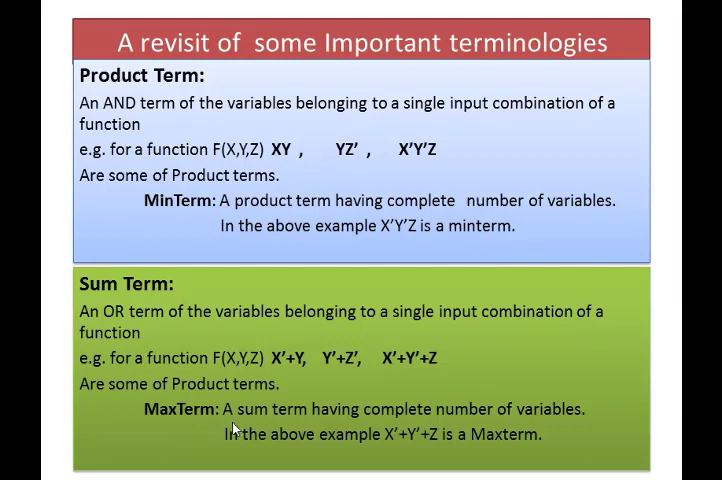 A revisit of some Important terminologies
Product Term:
An AND term of the variables belonging to a single input combination of a
function
e.g. for a function F(X,Y,Z) XY , YZ’ , X’Y’Z
Are some of Product terms.
MinTerm: A product term having complete number of variables.
In the above example X’Y’Z is a minterm.
Sum Term:
An OR term of the variables belonging to a single input combination of a
function
e.g. for a function F(X,Y,Z) X’+Y, Y’+Z’, X’+Y’+Z
Are some of Product terms.
MaxTerm: A sum term having complete number of variables.
In the above example X’+Y’+Z is a Maxterm.